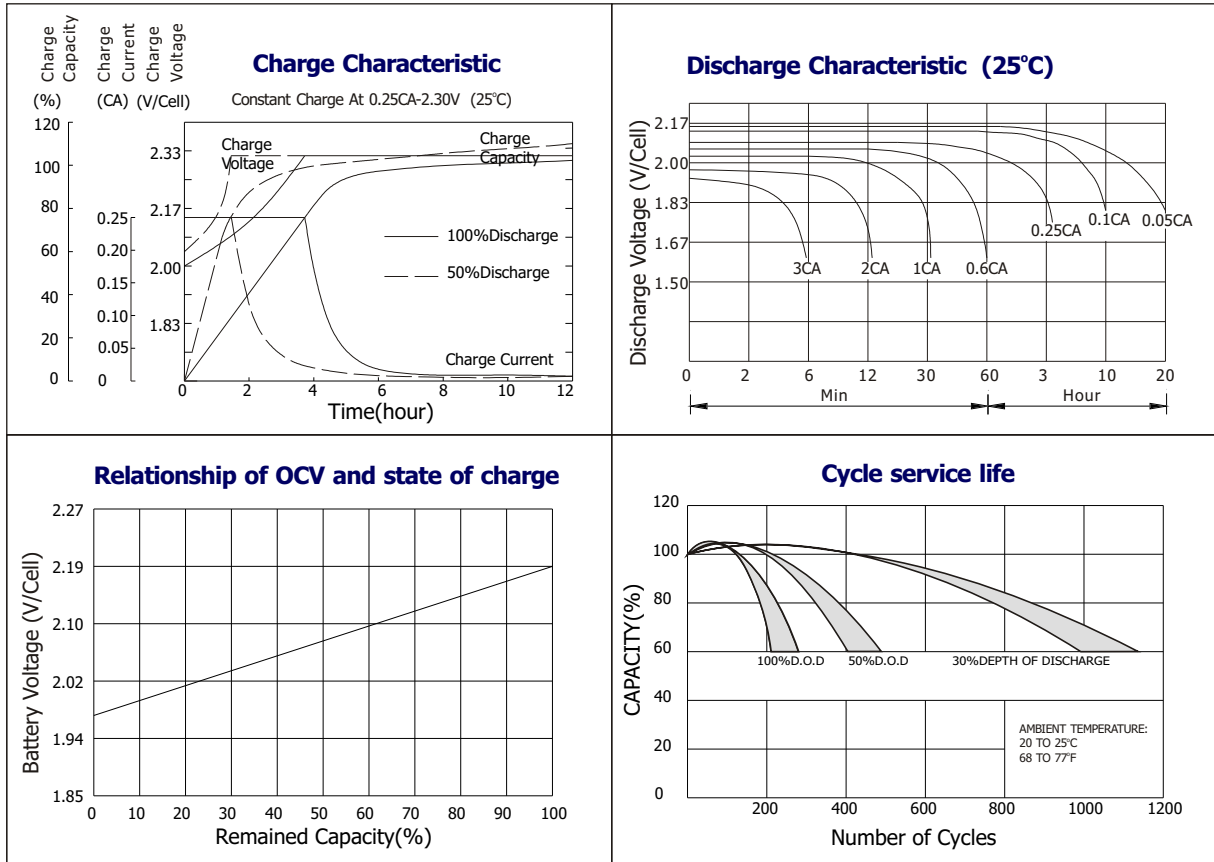 Charge Capacity
Charge Current
Charge Voltage
(%)
(CA)
(V/Cell)
Charge Characteristic
Constant Charge At 0.25CA-2.30V (25°C)
120
100
80
60
40
20
0
0.25
0.20
0.15
0.10
0.05
0
2.33
2.17
2.00
1.83
Charge Voltage
Charge Capacity
100%Discharge
50%Discharge
Charge Current
0 2 4 6 8 10 12
Time(hour)
Discharge Characteristic (25°C)
Discharge Voltage (V/Cell)
2.17
2.00
1.83
1.67
1.50
3CA
2CA
1CA
0.6CA
0.25CA
0.1CA
0.05CA
0 2 6 12 30 60 3 10 20
Min
Hour
Relationship of OCV and state of charge
Battery Voltage (V/Cell)
2.27
2.19
2.10
2.02
1.94
1.85
0 10 20 30 40 50 60 70 80 90 100
Remained Capacity(%)
Cycle service life
CAPACITY(%)
120
100
80
60
40
20
0
100%D.O.D
50%D.O.D
30%DEPTH OF DISCHARGE
AMBIENT TEMPERATURE:
20 TO 25°C
68 TO 77°F
200 400 600 800 1000 1200
Number of Cycles